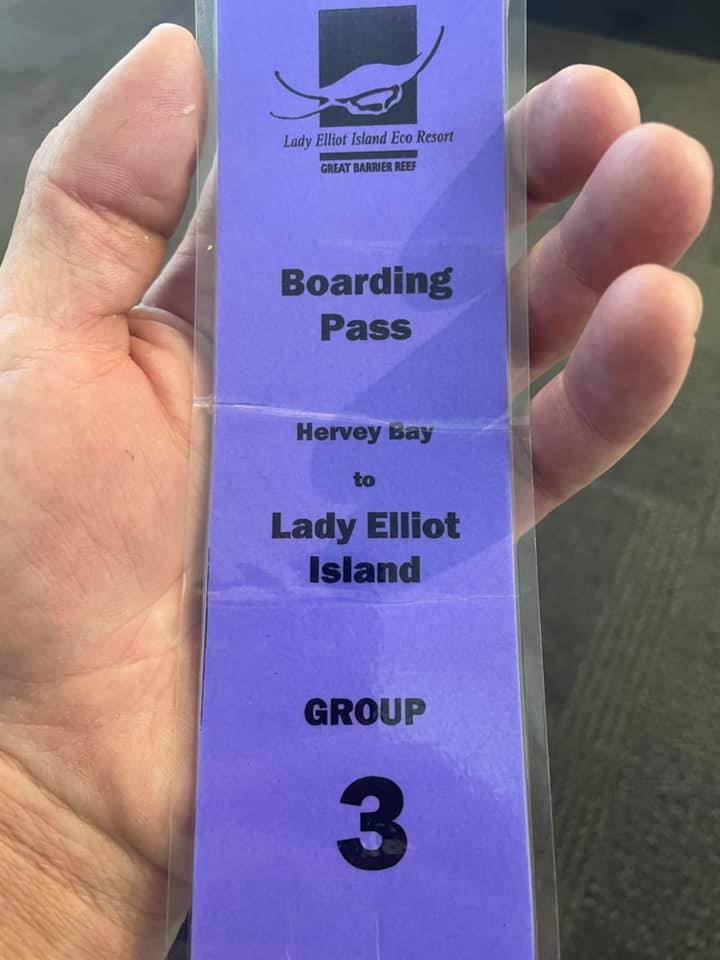 Lady Elliot Island Eco Resort
GREAT BARRIER REEF
Boarding
Pass
Hervey Bay
to
Lady Elliot
Island
GROUP
3